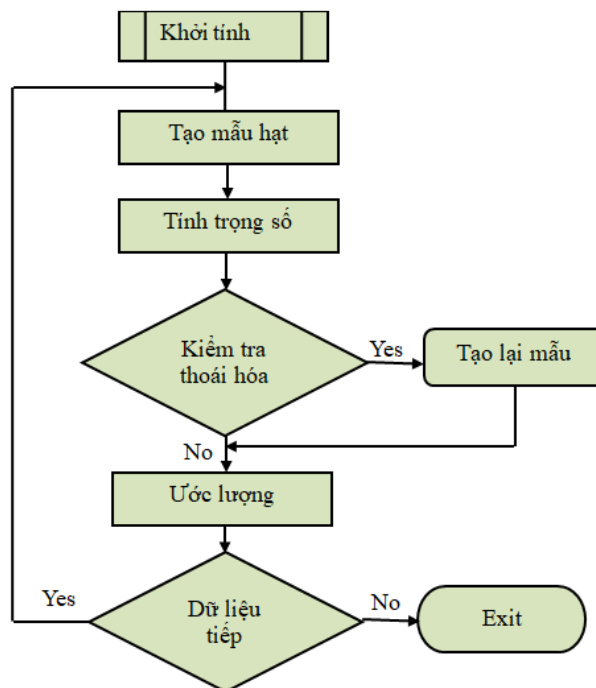 Khởi tính
Tạo mẫu hạt
Tính trọng số
Kiểm tra
thoái hóa
Yes
Tạo lại mẫu
No
Ước lượng
Yes
Dữ liệu
tiếp
No
Exit